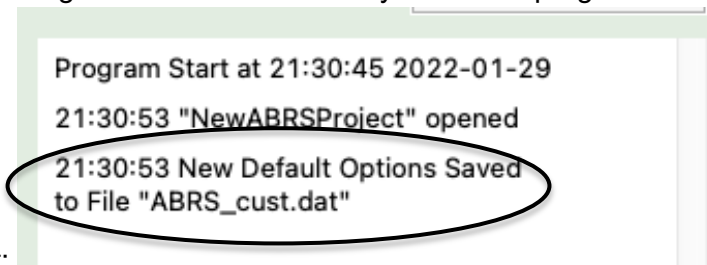 Program Start at 21:30:45 2022-01-29
21:30:53 "NewABRSProject" opened
21:30:53 New Default Options Saved
to File "ABRS_cust.dat"